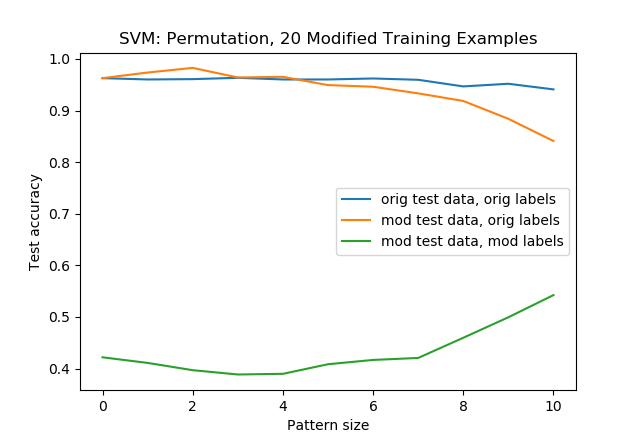 SVM: Permutation, 20 Modified Training Examples
1.0
0.9
0.8
0.7
0.6
0.5
0.4
Test accuracy
orig test data, orig labels
mod test data, orig labels
mod test data, mod labels
0 2 4 6 8 10
Pattern size